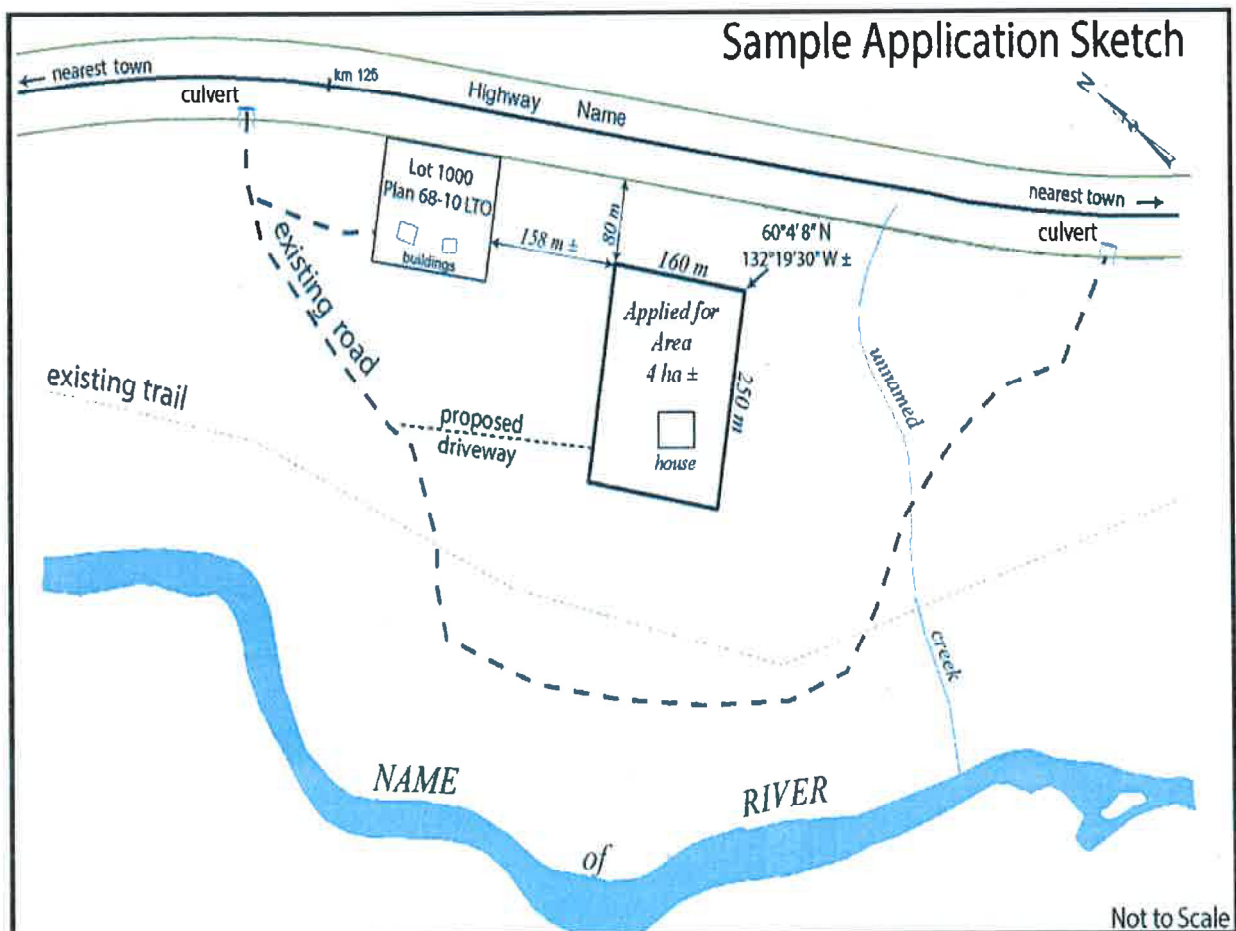 Sample Application Sketch
N
← nearest town
km 126
culvert
Highway Name
Lot 1000
Plan 68-10 LTO
buildings
158 m ±
80 m
160 m
60°4'8" N
132°19'30" W ±
nearest town →
culvert
existing road
Applied for
Area
4 ha ±
250 m
house
unnamed
creek
existing trail
proposed
driveway
NAME
of
RIVER
Not to Scale